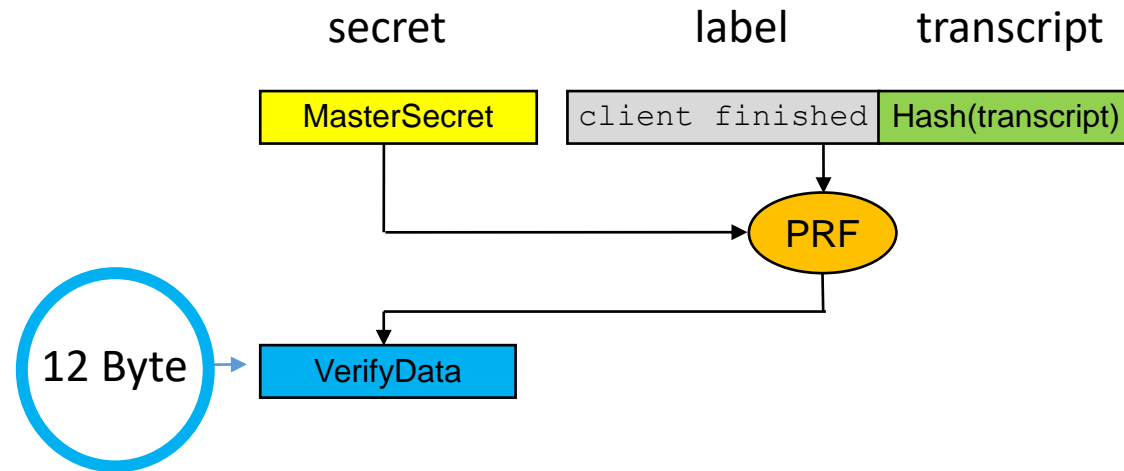 secret label transcript
MasterSecret client finished Hash(transcript)
PRF
12 Byte VerifyData